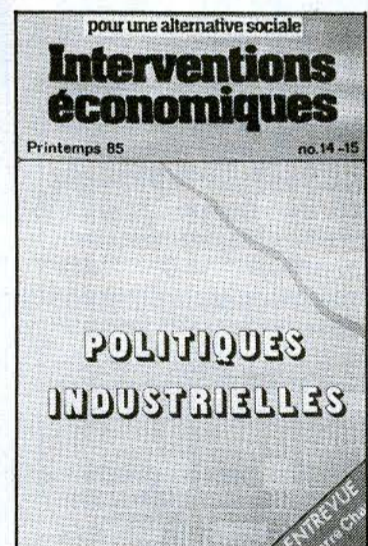 pour une alternative sociale
Interventions
économiques
Printemps 85
no. 14-15
POLITIQUES
INDUSTRIELLES
ENTREVUE